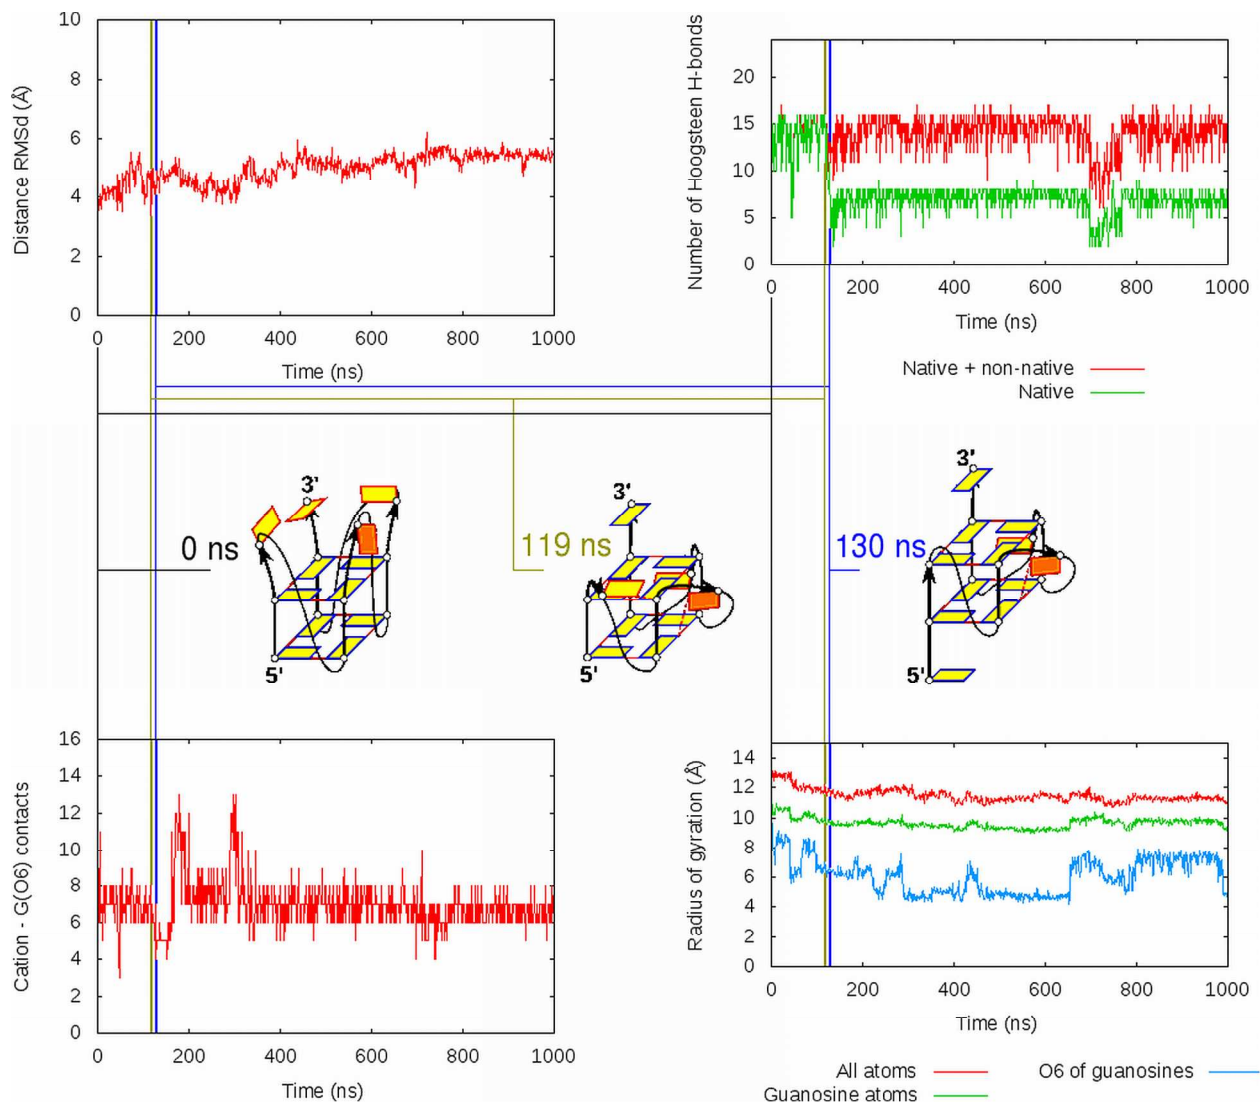 Distance RMSd (Å)
10
8
6
4
2
0
0 200 400 600 800 1000
Time (ns)
Number of Hoogsteen H-bonds
20
15
10
5
0
0 200 400 600 800 1000
Time (ns)
Native + non-native
Native
0 ns
3'
5'
119 ns
3'
5'
130 ns
3'
5'
Cation - G(O6) contacts
16
14
12
10
8
6
4
2
0
0 200 400 600 800 1000
Time (ns)
Radius of gyration (Å)
14
12
10
8
6
4
2
0
0 200 400 600 800 1000
Time (ns)
All atoms
O6 of guanosines
Guanosine atoms